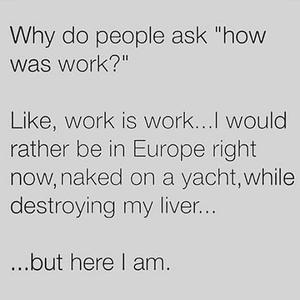 Why do people ask "how
was work?"
Like, work is work...I would
rather be in Europe right
now, naked on a yacht, while
destroying my liver...
...but here I am.